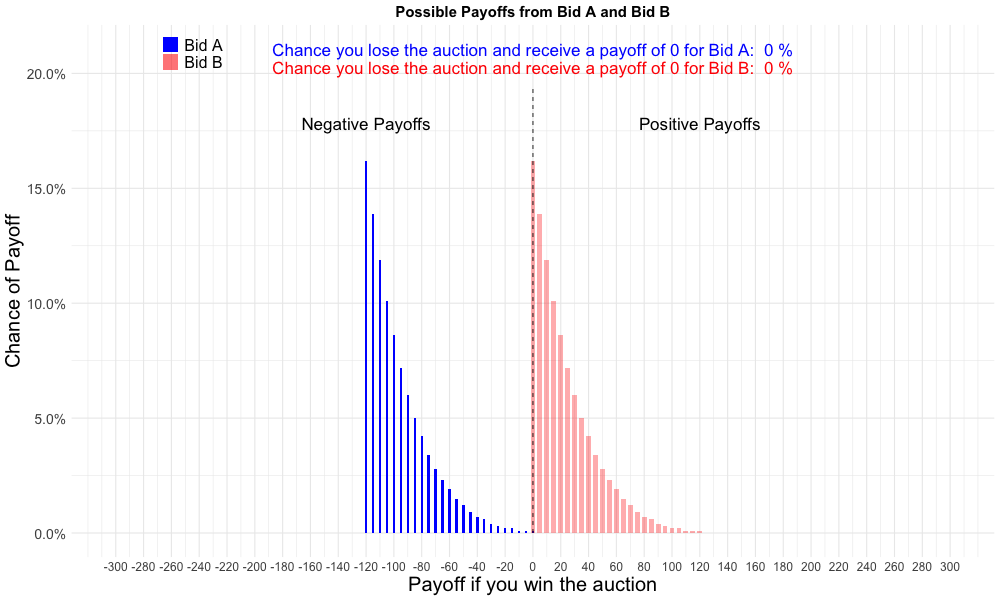 Possible Payoffs from Bid A and Bid B
Bid A
Chance you lose the auction and receive a payoff of 0 for Bid A:  0 %
Bid B
Chance you lose the auction and receive a payoff of 0 for Bid B:  0 %
20.0%
Negative Payoffs
Positive Payoffs
15.0%
10.0%
5.0%
0.0%
Chance of Payoff
-300 -280 -260 -240 -220 -200 -180 -160 -140 -120 -100 -80 -60 -40 -20 0 20 40 60 80 100 120 140 160 180 200 220 240 260 280 300
Payoff if you win the auction